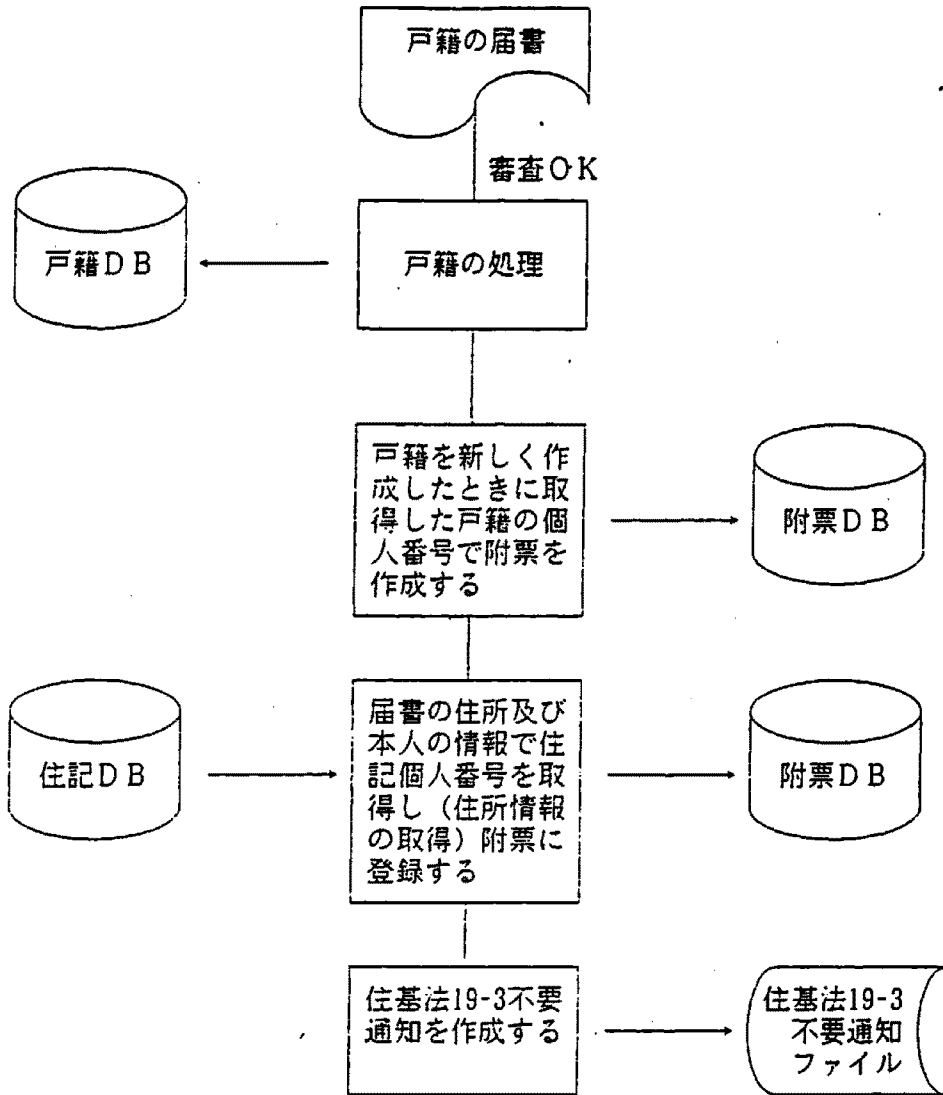 戸籍の届書
審査OK
戸籍DB
戸籍の処理
戸籍を新しく作
成したときに取
得した戸籍の個
人番号で附票を
作成する
附票DB
住記DB
届書の住所及び
本人の情報で住
記個人番号を取
得し(住所情報
の取得)附票に
登録する
附票DB
住基法19-3不要
通知を作成する
住基法19-3
不要通知
ファイル